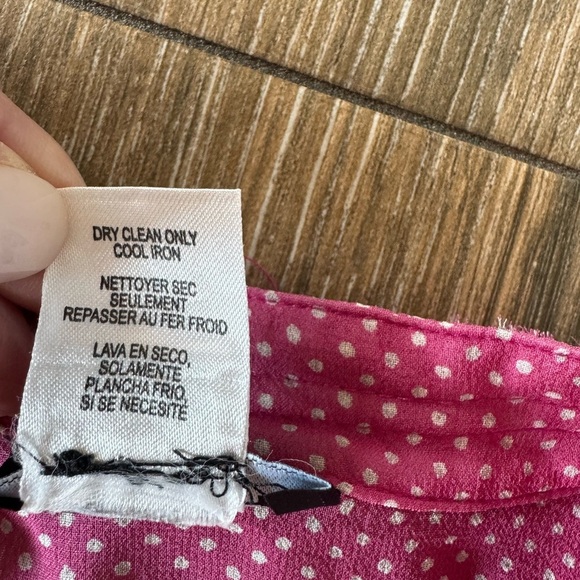 DRY CLEAN ONLY
COOL IRON
NETTOYER SEC
SEULEMENT
REPASSER AU FER FROID
LAVA EN SECO,
SOLAMENTE
PLANCHA FRIO,
SI SE NECESITÉ